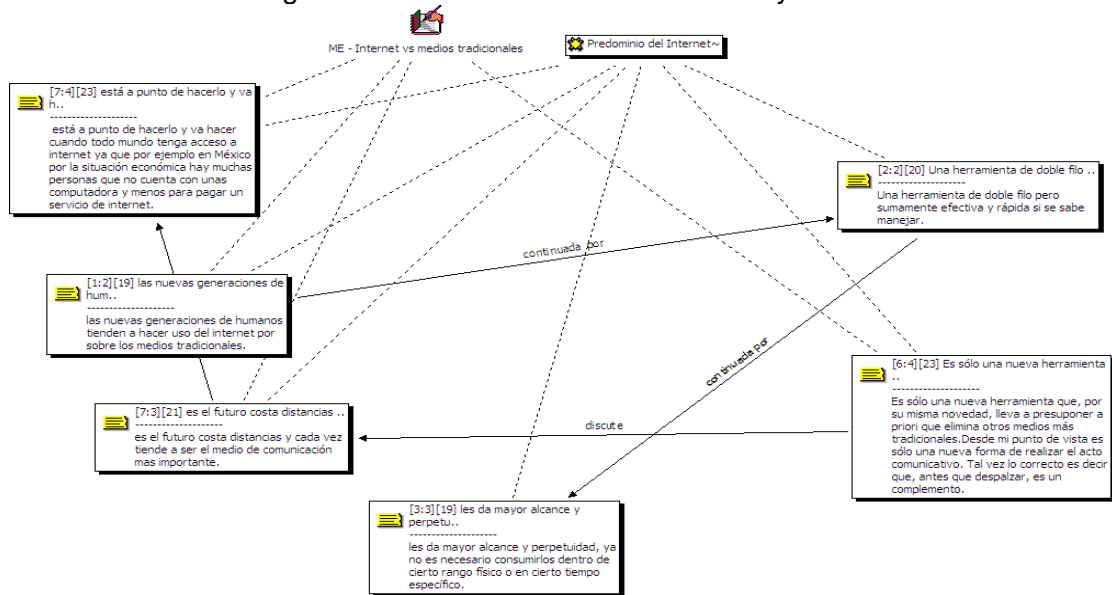 ME - Internet vs medios tradicionales
Predominio del Internet~
[7:4][23] está a punto de hacerlo y va
h..
--------------------
está a punto de hacerlo y va hacer
cuando todo mundo tenga acceso a
internet ya que por ejemplo en México
por la situación económica hay muchas
personas que no cuenta con unas
computadora y menos para pagar un
servicio de internet.
[2:2][20] Una herramienta de doble filo ..
--------------------
Una herramienta de doble filo pero
sumamente efectiva y rápida si se sabe
manejar.
continuada por
[1:2][19] las nuevas generaciones de
hum..
--------------------
las nuevas generaciones de humanos
tienden a hacer uso del internet por
sobre los medios tradicionales.
continuada por
[6:4][23] Es sólo una nueva herramienta
..
--------------------
Es sólo una nueva herramienta que, por
su misma novedad, lleva a presuponer a
priori que elimina otros medios más
tradicionales.Desde mi punto de vista es
sólo una nueva forma de realizar el acto
comunicativo. Tal vez lo correcto es decir
que, antes que despalzar, es un
complemento.
[7:3][21] es el futuro costa distancias ..
--------------------
es el futuro costa distancias y cada vez
tiende a ser el medio de comunicación
mas importante.
discute
[3:3][19] les da mayor alcance y
perpetu..
--------------------
les da mayor alcance y perpetuidad, ya
no es necesario consumirlos dentro de
cierto rango físico o en cierto tiempo
específico.